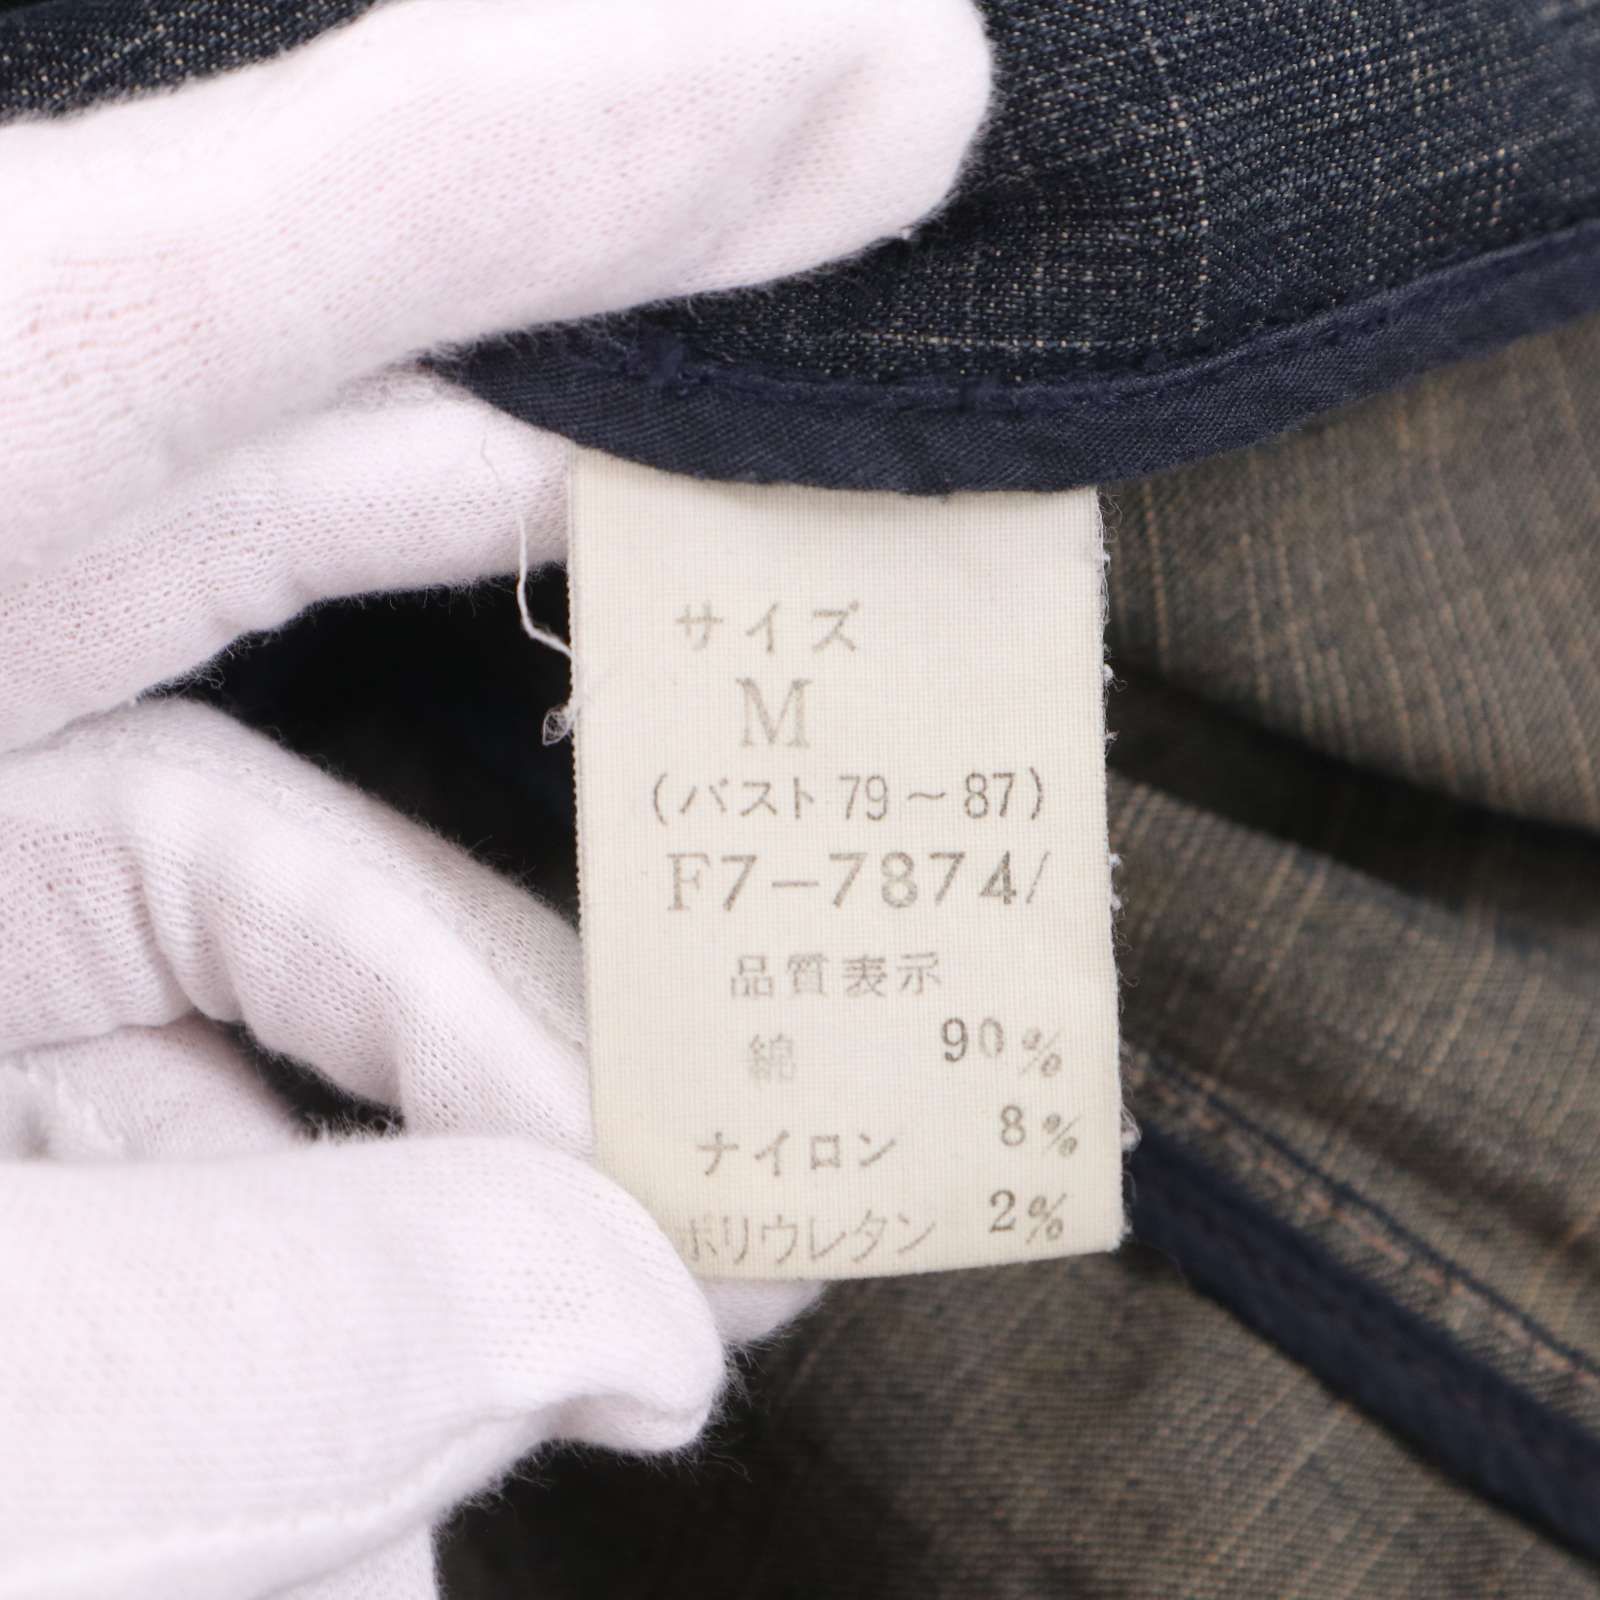 サイズ
M
(バスト79～87)
F7-7874/
品質表示
綿 90%
ナイロン 8%
ポリウレタン 2%